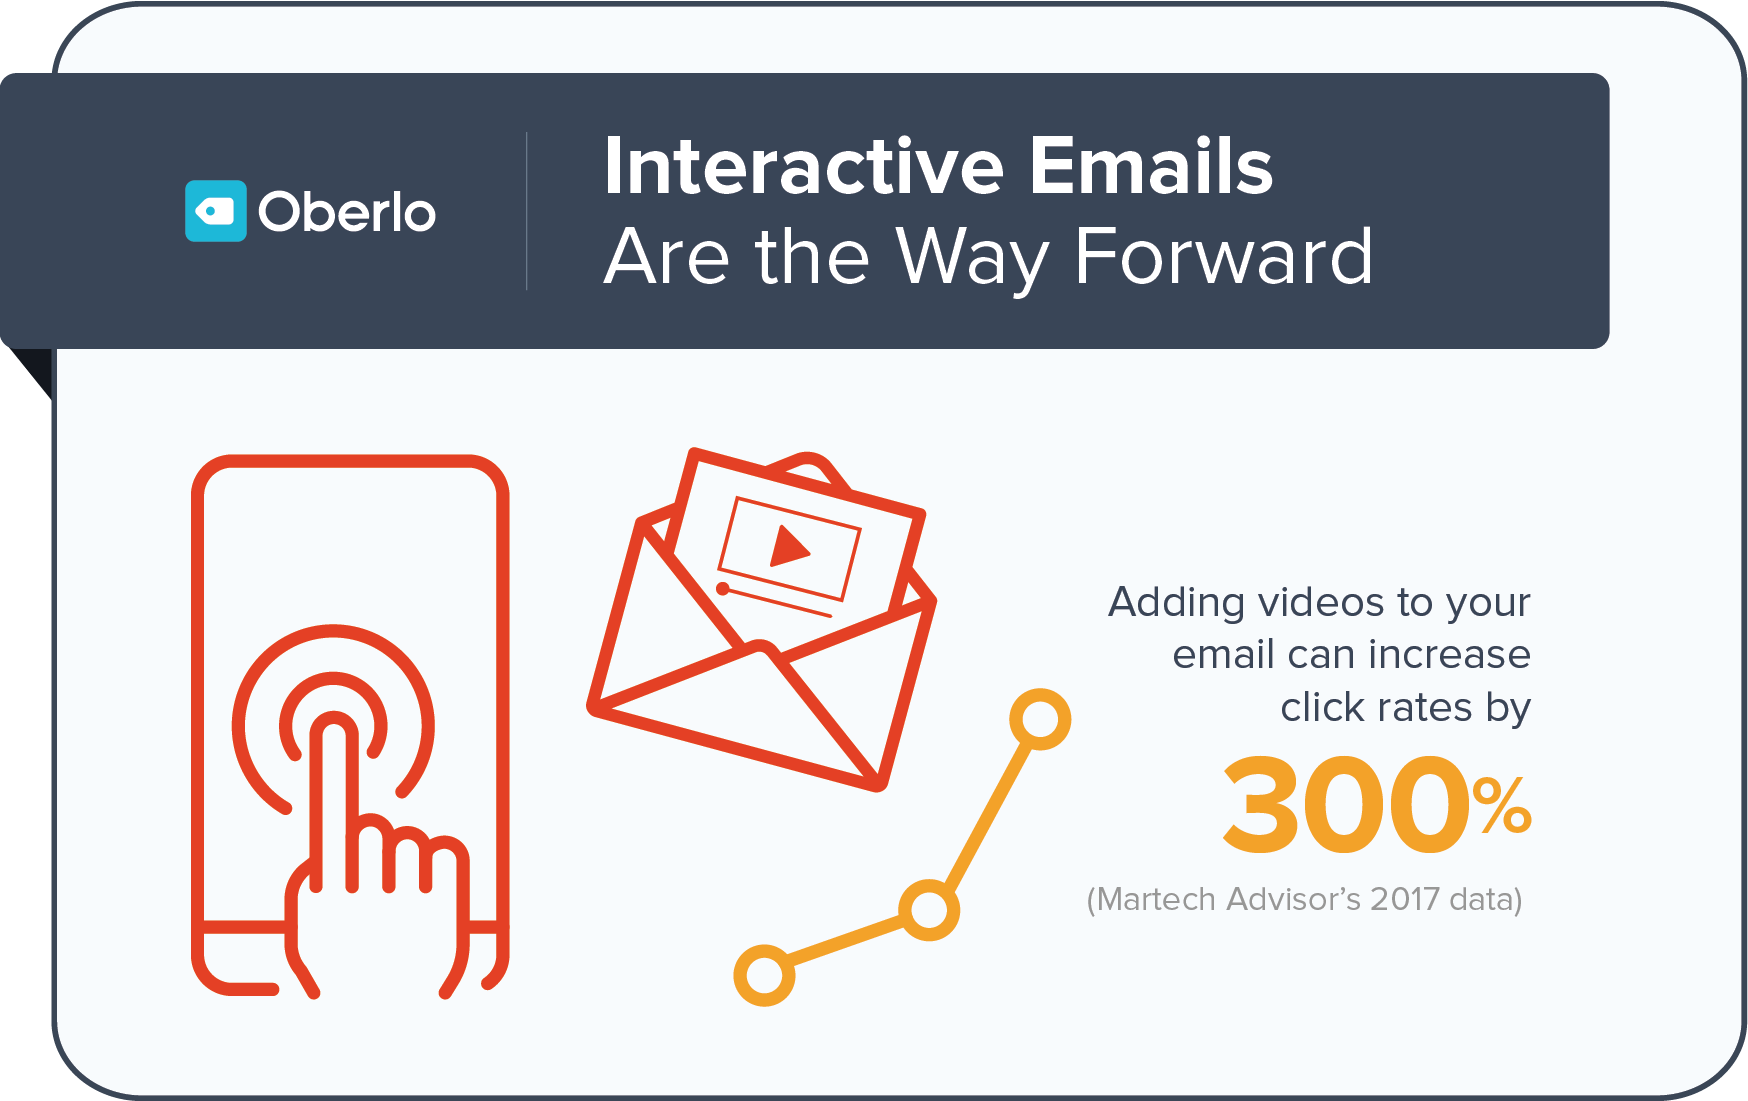 Oberlo
Interactive Emails
Are the Way Forward
Adding videos to your
email can increase
click rates by
300%
(Martech Advisor's 2017 data)